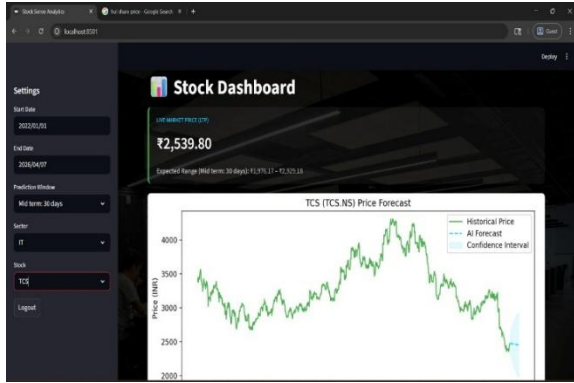 Stock Sense Analytics
hu share price - Google Search
localhost:8501
Guest
Deploy
Settings
Start Date
2022/01/01
End Date
2026/04/07
Prediction Window
Mid term: 30 days
Sector
IT
Stock
TCS
Logout
Stock Dashboard
LIVE MARKET PRICE (LTP)
₹2,539.80
Expected Range (Mid term: 30 days): ₹1,976.17 – ₹2,929.18
TCS (TCS.NS) Price Forecast
Historical Price
AI Forecast
Confidence Interval
Price (INR)
4000
3500
3000
2500
2000